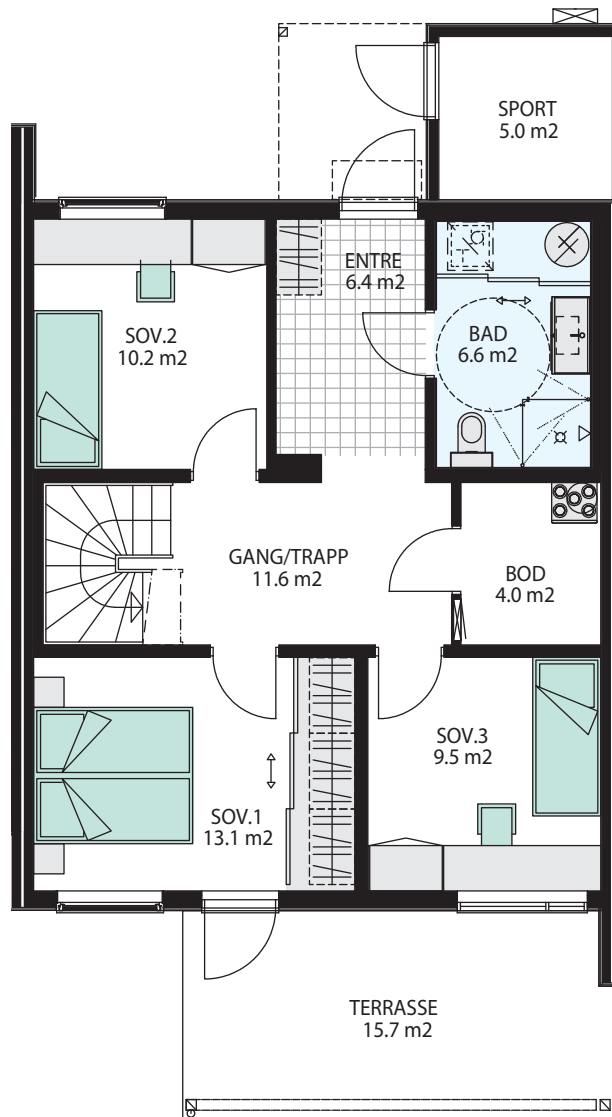 SPORT
5.0 m2
ENTRE
6.4 m2
SOV.2
10.2 m2
BAD
6.6 m2
GANG/TRAPP
11.6 m2
BOD
4.0 m2
SOV.3
9.5 m2
SOV.1
13.1 m2
TERRASSE
15.7 m2